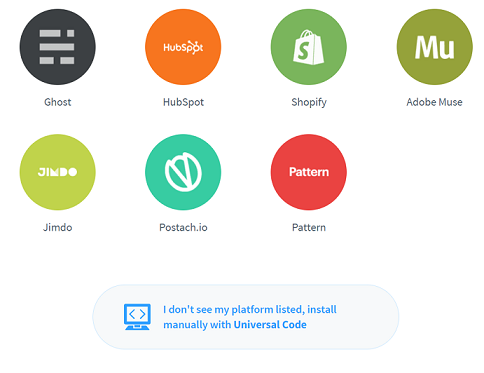 HubSpot
Mu
Ghost
HubSpot
Shopify
Adobe Muse
JIMDO
Pattern
Jimdo
Postach.io
Pattern
I don't see my platform listed, install
manually with Universal Code